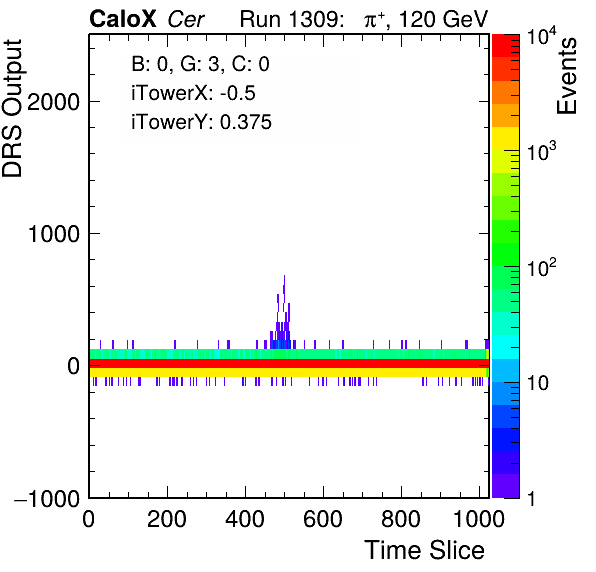 CaloX Cer Run 1309: π⁺, 120 GeV
B: 0, G: 3, C: 0
iTowerX: -0.5
iTowerY: 0.375
DRS Output
2000
1000
0
−1000
0 200 400 600 800 1000
Time Slice
10⁴
10³
10²
10
1
Events